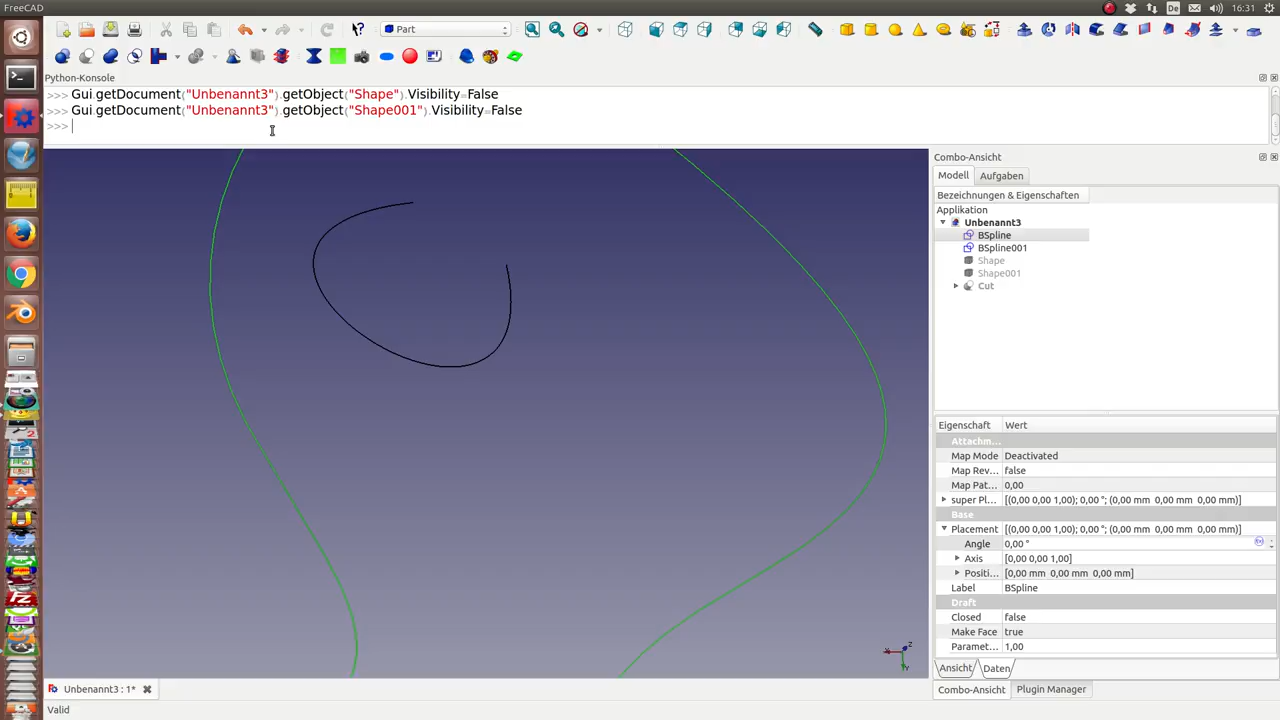 FreeCAD
De
16:31
Part
Python-Konsole
>>> Gui.getDocument("Unbenannt3").getObject("Shape").Visibility=False
>>> Gui.getDocument("Unbenannt3").getObject("Shape001").Visibility=False
>>>
Combo-Ansicht
Modell
Aufgaben
Bezeichnungen & Eigenschaften
Applikation
Unbenannt3
BSpline
BSpline001
Shape
Shape001
Cut
Eigenschaft Wert
Attachm...
Map Mode Deactivated
Map Rev... false
Map Pat... 0,00
super Pl... [(0,00 0,00 1,00); 0,00 °; (0,00 mm 0,00 mm 0,00 mm)]
Base
Placement [(0,00 0,00 1,00); 0,00 °; (0,00 mm 0,00 mm 0,00 mm)]
Angle 0,00 °
Axis [0,00 0,00 1,00]
Positi... [0,00 mm 0,00 mm 0,00 mm]
Label BSpline
Draft
Closed false
Make Face true
Paramet... 1,00
Ansicht Daten
Unbenannt3 : 1*
Combo-Ansicht Plugin Manager
Valid